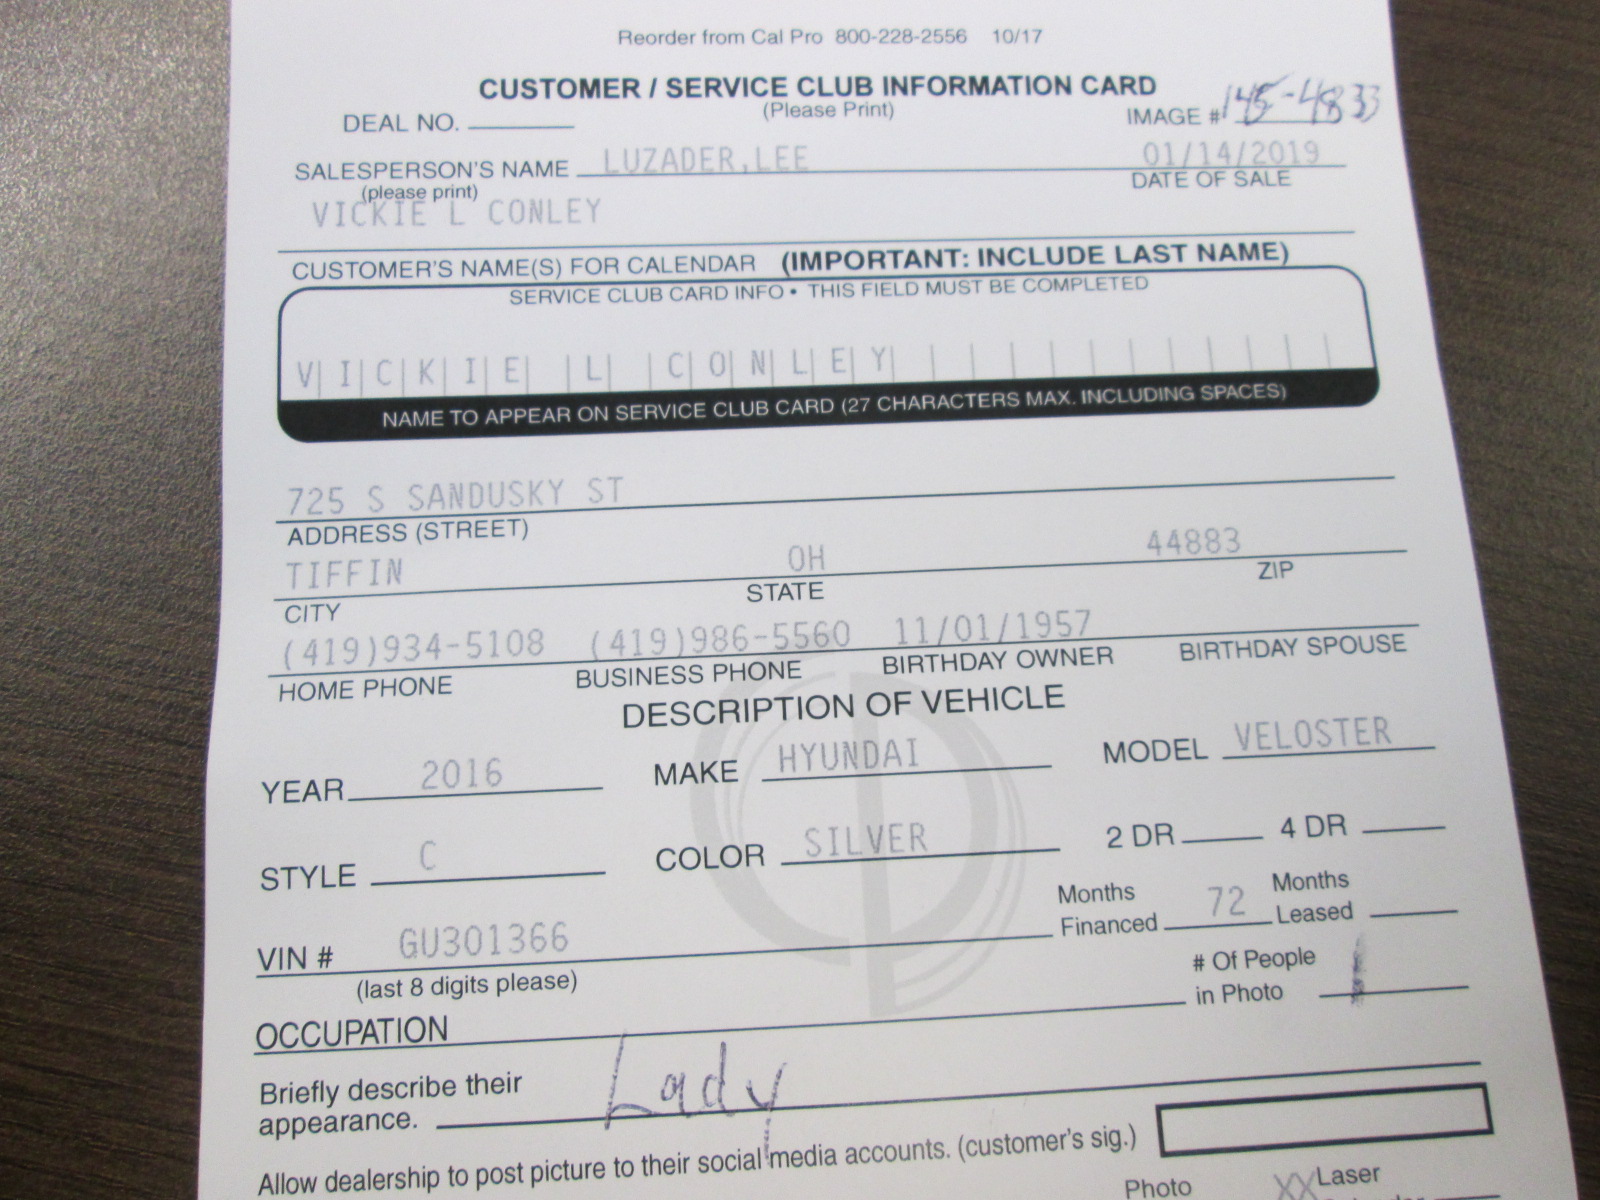 Reorder from Cal Pro 800-228-2556 10/17
CUSTOMER / SERVICE CLUB INFORMATION CARD
(Please Print)
DEAL NO.
IMAGE # 145-4833
SALESPERSON'S NAME LUZADER,LEE 01/14/2019
(please print) DATE OF SALE
VICKIE L CONLEY
CUSTOMER'S NAME(S) FOR CALENDAR (IMPORTANT: INCLUDE LAST NAME)
SERVICE CLUB CARD INFO • THIS FIELD MUST BE COMPLETED
VICKIE L CONLEY
NAME TO APPEAR ON SERVICE CLUB CARD (27 CHARACTERS MAX. INCLUDING SPACES)
725 S SANDUSKY ST
ADDRESS (STREET)
TIFFIN OH 44883
CITY STATE ZIP
(419)934-5108 (419)986-5560 11/01/1957
HOME PHONE BUSINESS PHONE BIRTHDAY OWNER BIRTHDAY SPOUSE
DESCRIPTION OF VEHICLE
YEAR 2016 MAKE HYUNDAI MODEL VELOSTER
STYLE C COLOR SILVER 2 DR 4 DR
VIN # GU301366 Months Financed 72 Months Leased
(last 8 digits please) # Of People in Photo 1
OCCUPATION
Briefly describe their appearance. Lady
Allow dealership to post picture to their social media accounts. (customer's sig.)
Photo XX Laser